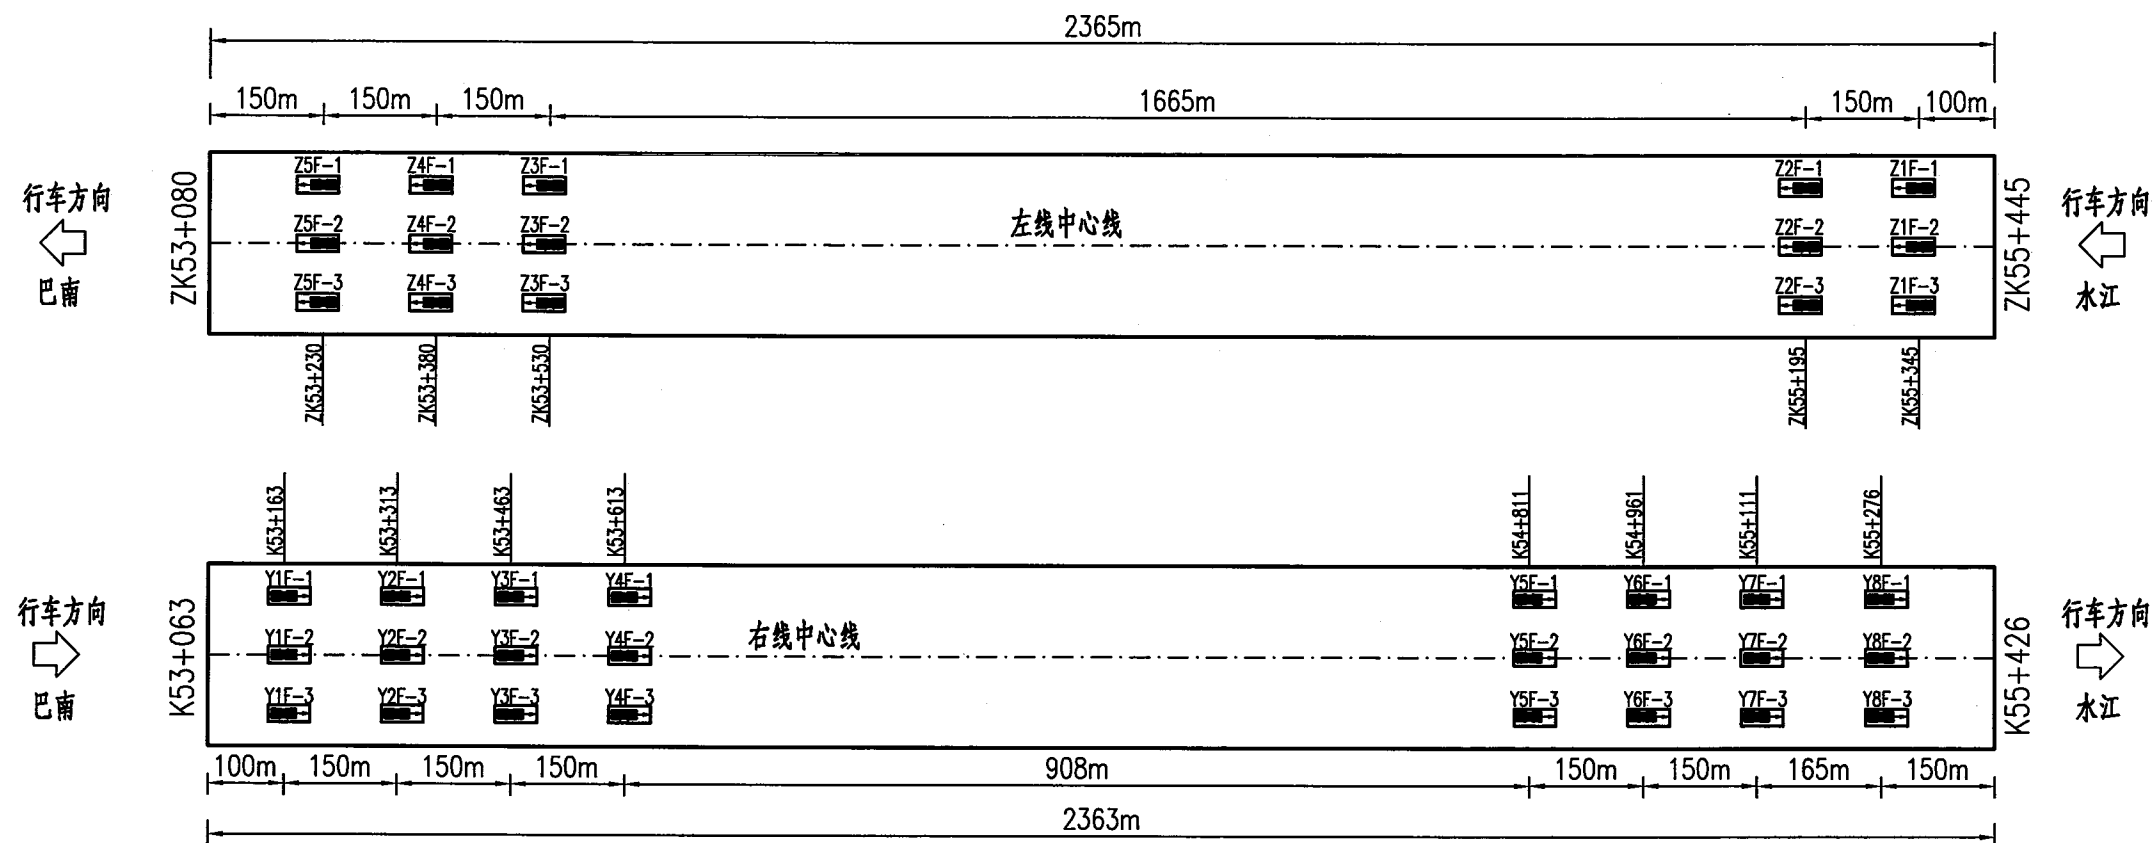 2365m
150m 150m 150m 1665m 150m 100m
Z5F-1 Z4F-1 Z3F-1 Z2F-1 Z1F-1
行车方向 ZK53+080 左线中心线 ZK55+445 行车方向
Z5F-2 Z4F-2 Z3F-2 Z2F-2 Z1F-2
巴南 水江
Z5F-3 Z4F-3 Z3F-3 Z2F-3 Z1F-3
ZK53+230 ZK53+380 ZK53+530 ZK55+195 ZK55+345
K53+163 K53+313 K53+463 K53+613 K54+811 K54+961 K55+111 K55+276
Y1F-1 Y2F-1 Y3F-1 Y4F-1 Y5F-1 Y6F-1 Y7F-1 Y8F-1
行车方向 K53+063 右线中心线 K55+426 行车方向
Y1F-2 Y2F-2 Y3F-2 Y4F-2 Y5F-2 Y6F-2 Y7F-2 Y8F-2
巴南 水江
Y1F-3 Y2F-3 Y3F-3 Y4F-3 Y5F-3 Y6F-3 Y7F-3 Y8F-3
100m 150m 150m 150m 908m 150m 150m 165m 150m
2363m